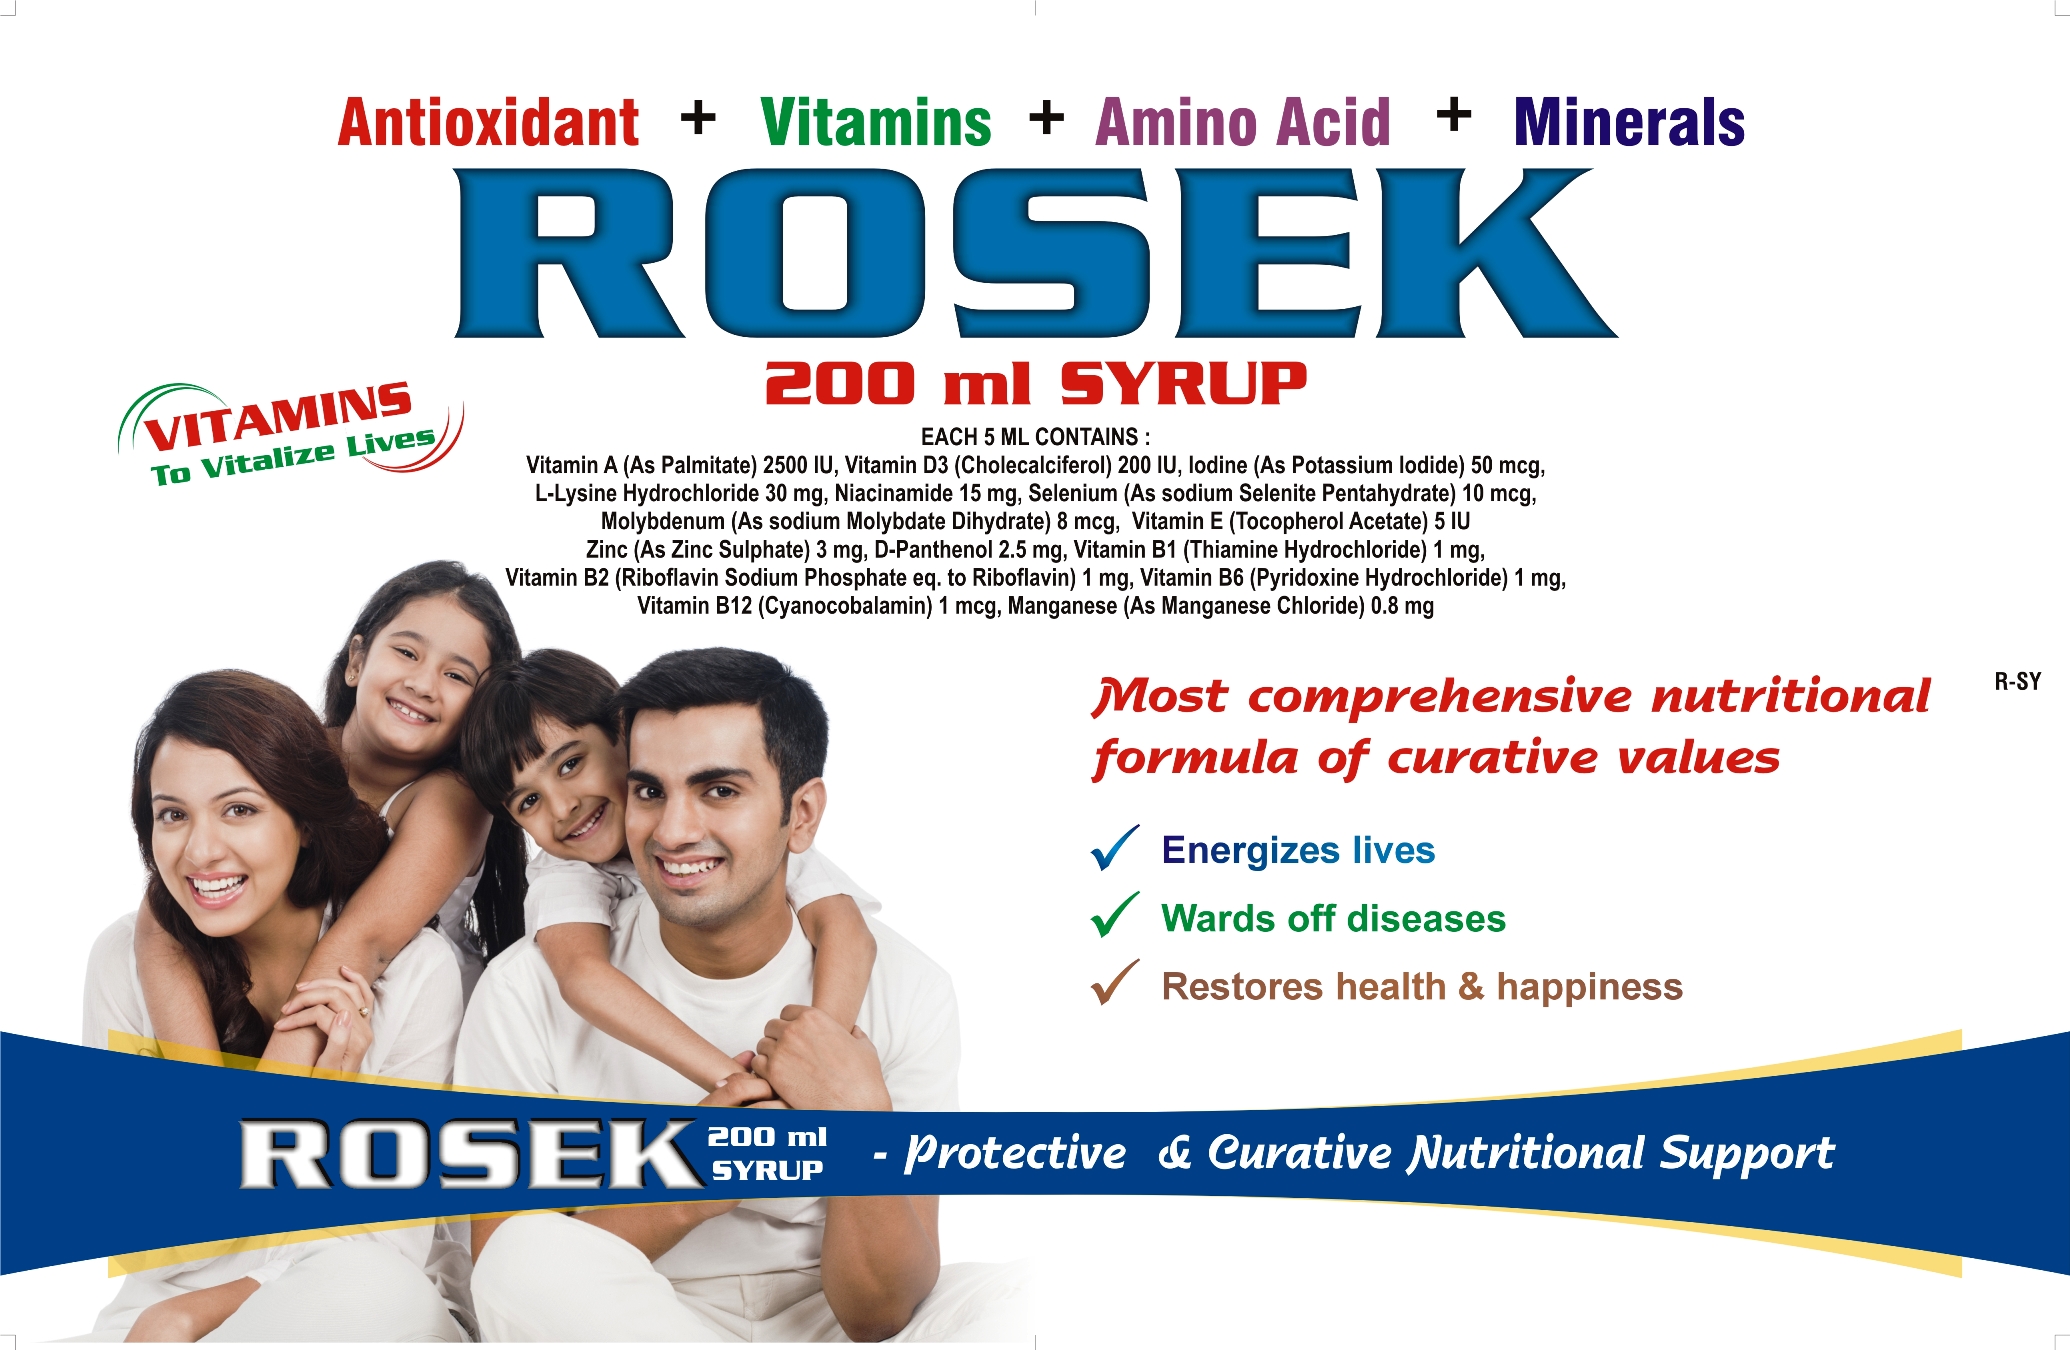 Antioxidant + Vitamins + Amino Acid + Minerals
ROSEK
200 ml SYRUP
VITAMINS
To Vitalize Lives
EACH 5 ML CONTAINS :
Vitamin A (As Palmitate) 2500 IU, Vitamin D3 (Cholecalciferol) 200 IU, Iodine (As Potassium Iodide) 50 mcg,
L-Lysine Hydrochloride 30 mg, Niacinamide 15 mg, Selenium (As sodium Selenite Pentahydrate) 10 mcg,
Molybdenum (As sodium Molybdate Dihydrate) 8 mcg, Vitamin E (Tocopherol Acetate) 5 IU
Zinc (As Zinc Sulphate) 3 mg, D-Panthenol 2.5 mg, Vitamin B1 (Thiamine Hydrochloride) 1 mg,
Vitamin B2 (Riboflavin Sodium Phosphate eq. to Riboflavin) 1 mg, Vitamin B6 (Pyridoxine Hydrochloride) 1 mg,
Vitamin B12 (Cyanocobalamin) 1 mcg, Manganese (As Manganese Chloride) 0.8 mg
Most comprehensive nutritional
formula of curative values
R-SY
✓ Energizes lives
✓ Wards off diseases
✓ Restores health & happiness
ROSEK
200 ml
SYRUP
- Protective & Curative Nutritional Support